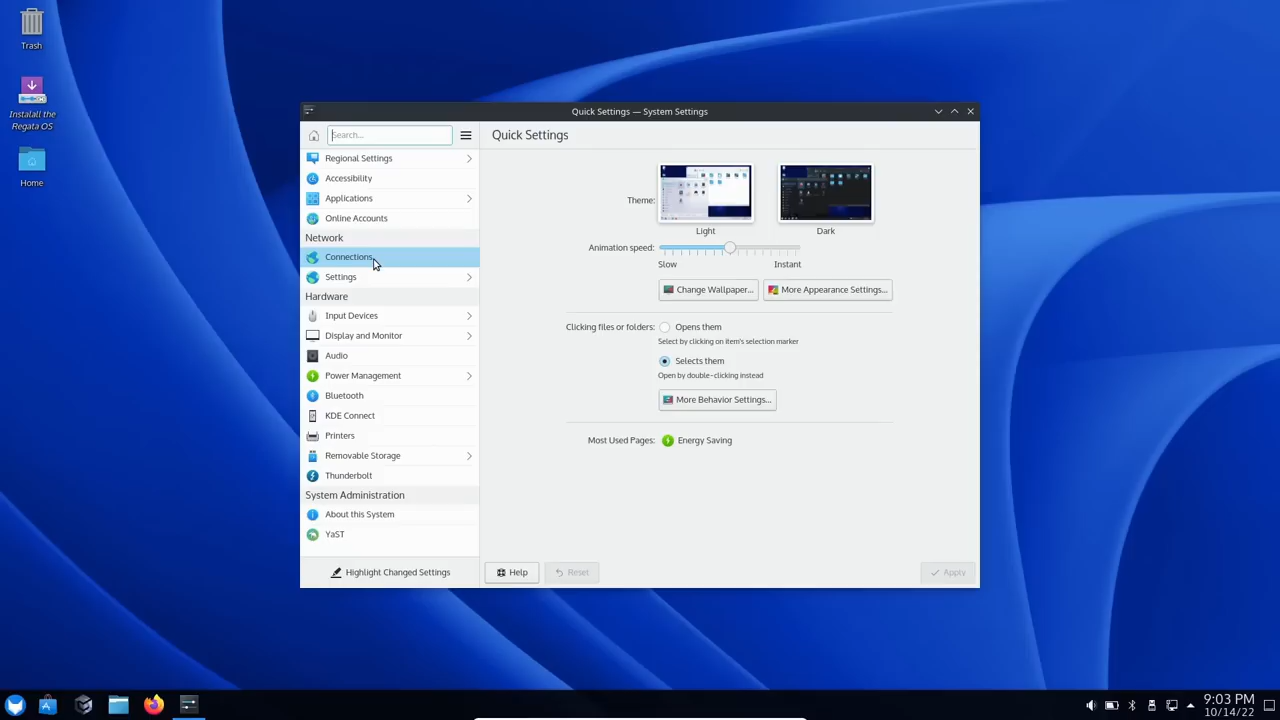 Trash
Instalall the
Regata OS
Home
Quick Settings — System Settings
Search...
Quick Settings
Regional Settings
Accessibility
Applications
Online Accounts
Network
Connections
Settings
Hardware
Input Devices
Display and Monitor
Audio
Power Management
Bluetooth
KDE Connect
Printers
Removable Storage
Thunderbolt
System Administration
About this System
YaST
Highlight Changed Settings
Theme:
Light
Dark
Animation speed:
Slow
Instant
Change Wallpaper...
More Appearance Settings...
Clicking files or folders:
Opens them
Select by clicking on item's selection marker
Selects them
Open by double-clicking instead
More Behavior Settings...
Most Used Pages:
Energy Saving
Help
Reset
Apply
9:03 PM
10/14/22